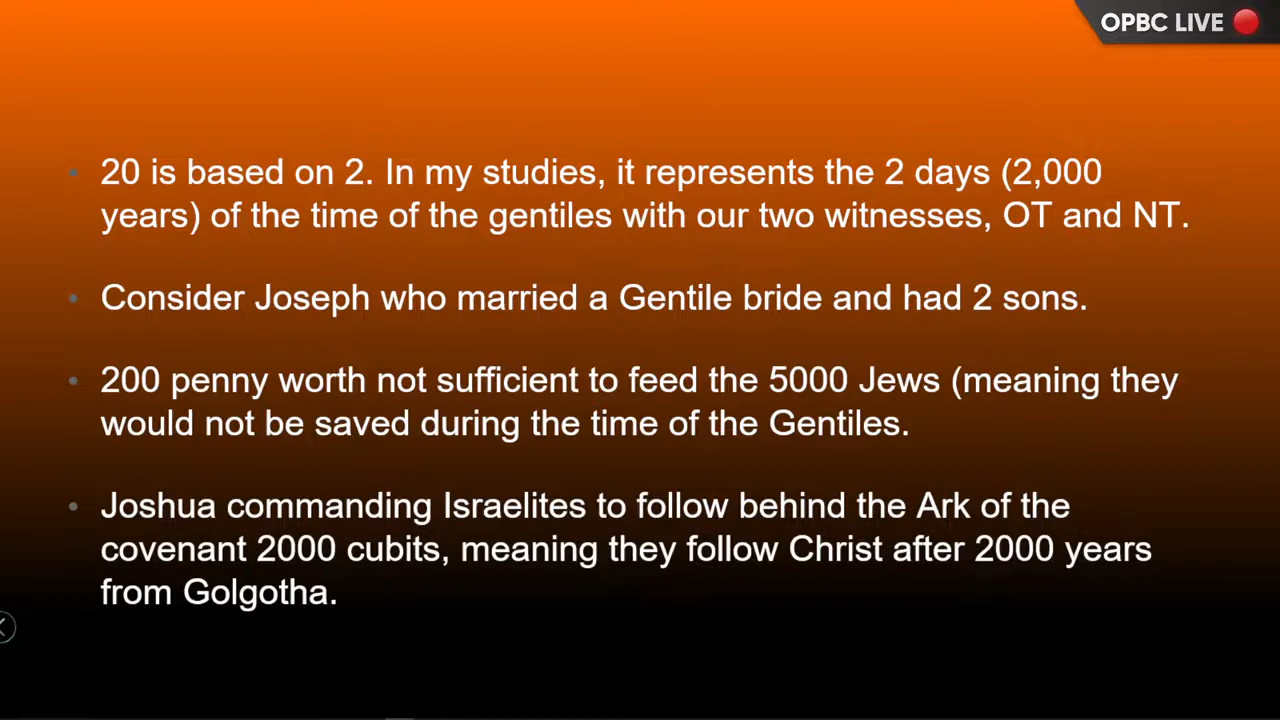 OPBC LIVE
20 is based on 2. In my studies, it represents the 2 days (2,000
years) of the time of the gentiles with our two witnesses, OT and NT.
Consider Joseph who married a Gentile bride and had 2 sons.
200 penny worth not sufficient to feed the 5000 Jews (meaning they
would not be saved during the time of the Gentiles.
Joshua commanding Israelites to follow behind the Ark of the
covenant 2000 cubits, meaning they follow Christ after 2000 years
from Golgotha.